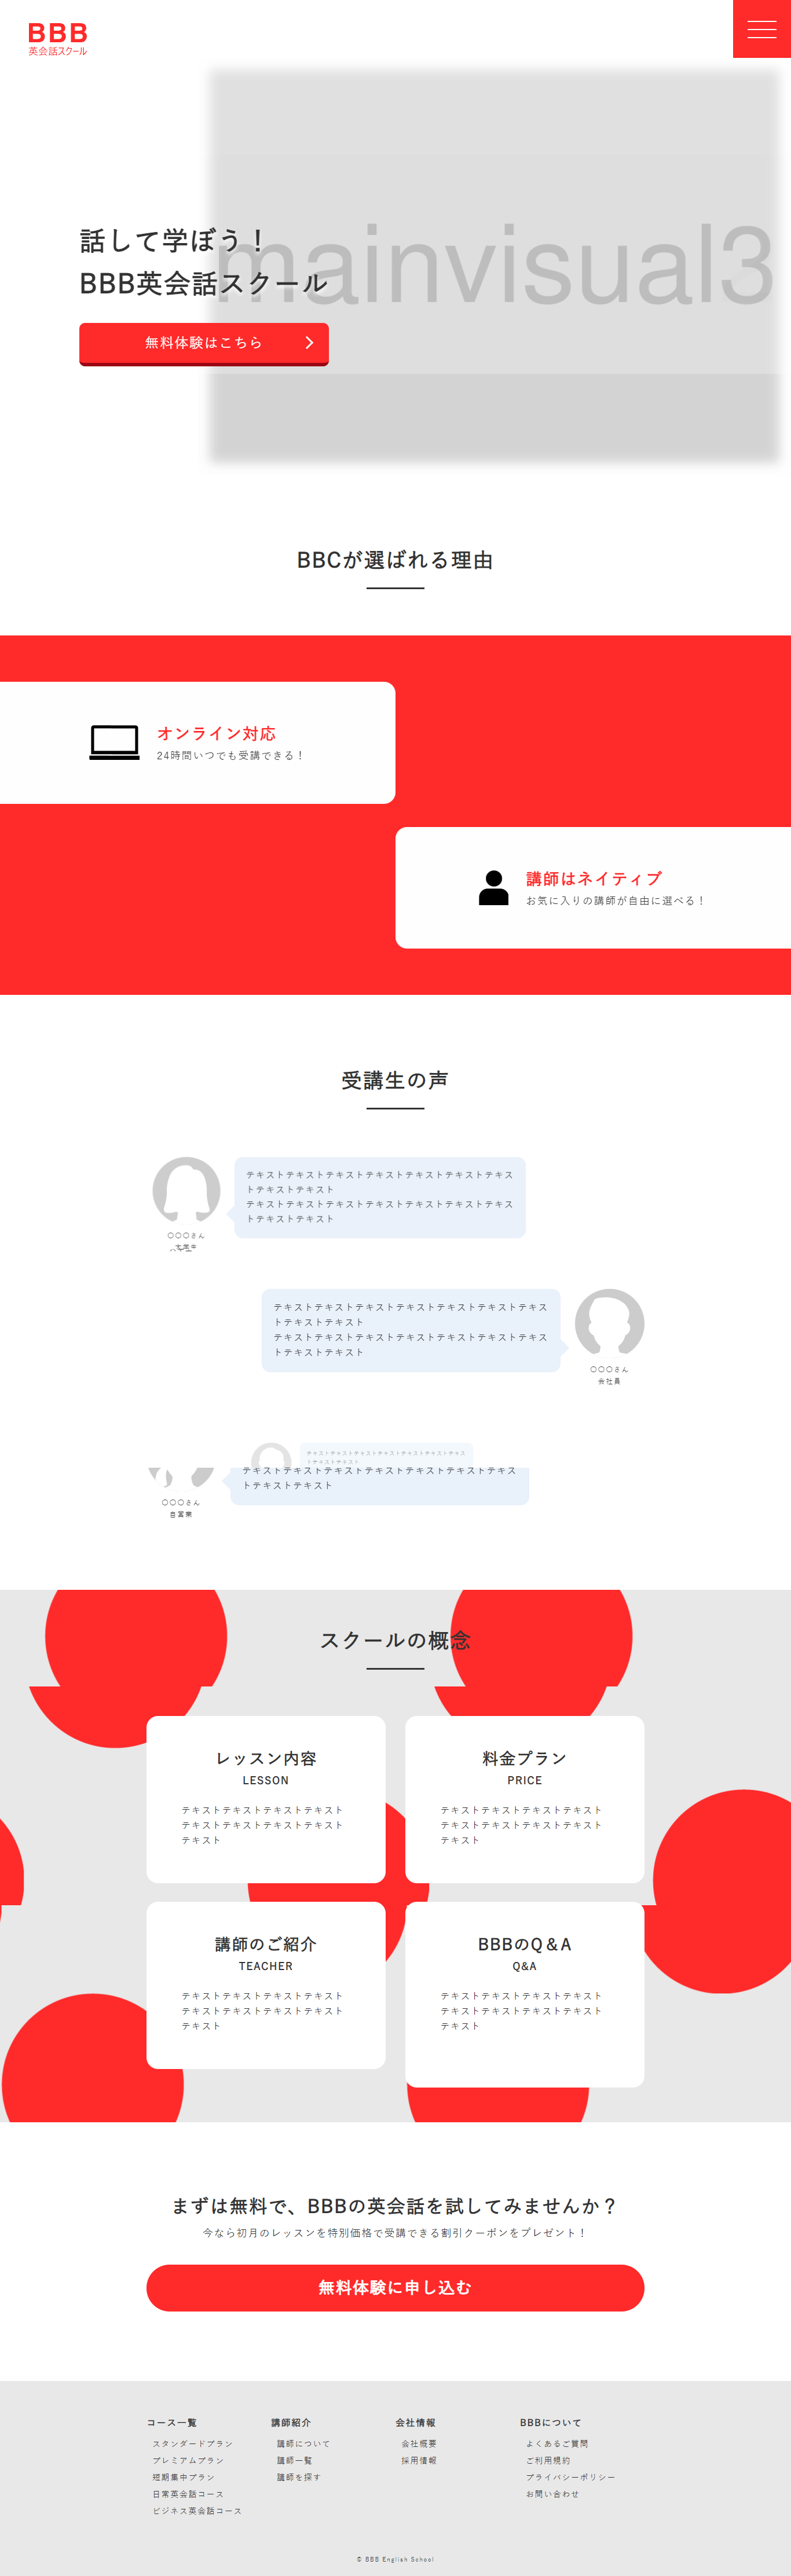 BBB
英会話スクール
mainvisual3
話して学ぼう！
BBB英会話スクール
無料体験はこちら
BBCが選ばれる理由
オンライン対応
24時間いつでも受講できる！
講師はネイティブ
お気に入りの講師が自由に選べる！
受講生の声
テキストテキストテキストテキストテキストテキストテキス
トテキストテキスト
テキストテキストテキストテキストテキストテキストテキス
トテキストテキスト
〇〇〇さん
テキストテキストテキストテキストテキストテキストテキス
トテキストテキスト
テキストテキストテキストテキストテキストテキストテキス
トテキストテキスト
〇〇〇さん
会社員
テキストテキストテキストテキストテキストテキストテキス
トテキストテキスト
テキストテキストテキストテキストテキストテキストテキス
トテキストテキスト
〇〇〇さん
自営業
スクールの概念
レッスン内容
LESSON
テキストテキストテキストテキスト
テキストテキストテキストテキスト
テキスト
料金プラン
PRICE
テキストテキストテキストテキスト
テキストテキストテキストテキスト
テキスト
講師のご紹介
TEACHER
テキストテキストテキストテキスト
テキストテキストテキストテキスト
テキスト
BBBのQ＆A
Q&A
テキストテキストテキストテキスト
テキストテキストテキストテキスト
テキスト
まずは無料で、BBBの英会話を試してみませんか？
今なら初月のレッスンを特別価格で受講できる割引クーポンをプレゼント！
無料体験に申し込む
コース一覧
スタンダードプラン
プレミアムプラン
短期集中プラン
日常英会話コース
ビジネス英会話コース
講師紹介
講師について
講師一覧
講師を探す
会社情報
会社概要
採用情報
BBBについて
よくあるご質問
ご利用規約
プライバシーポリシー
お問い合わせ
© BBB English School